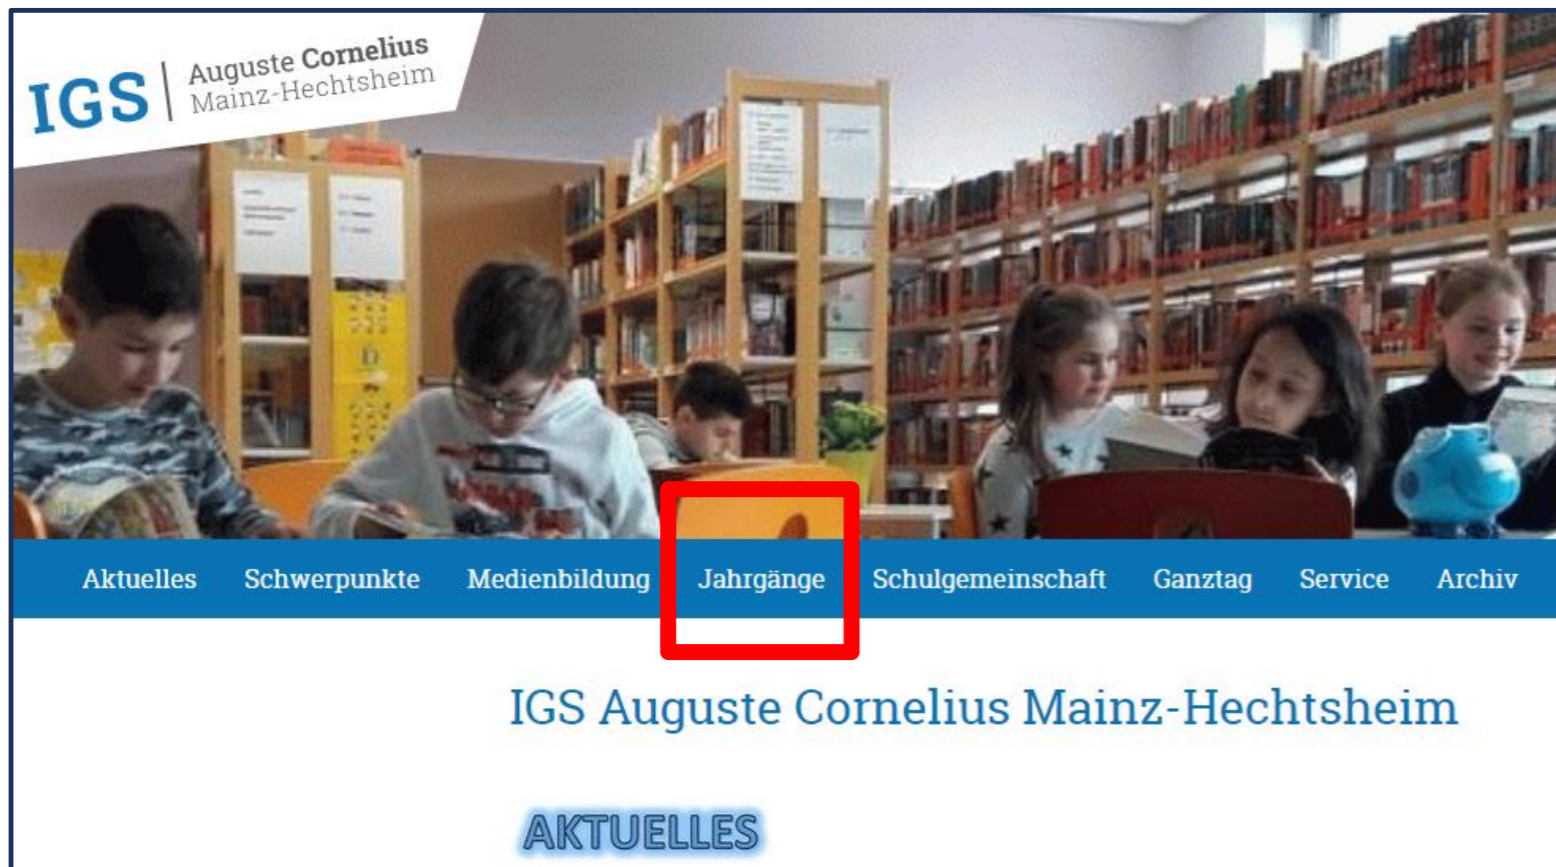 IGS
Auguste Cornelius
Mainz-Hechtsheim
D
Aktuelles Schwerpunkte Medienbildung Jahrgänge Schulgemeinschaft Ganztag Service Archiv
IGS Auguste Cornelius Mainz-Hechtsheim
AKTUELLES